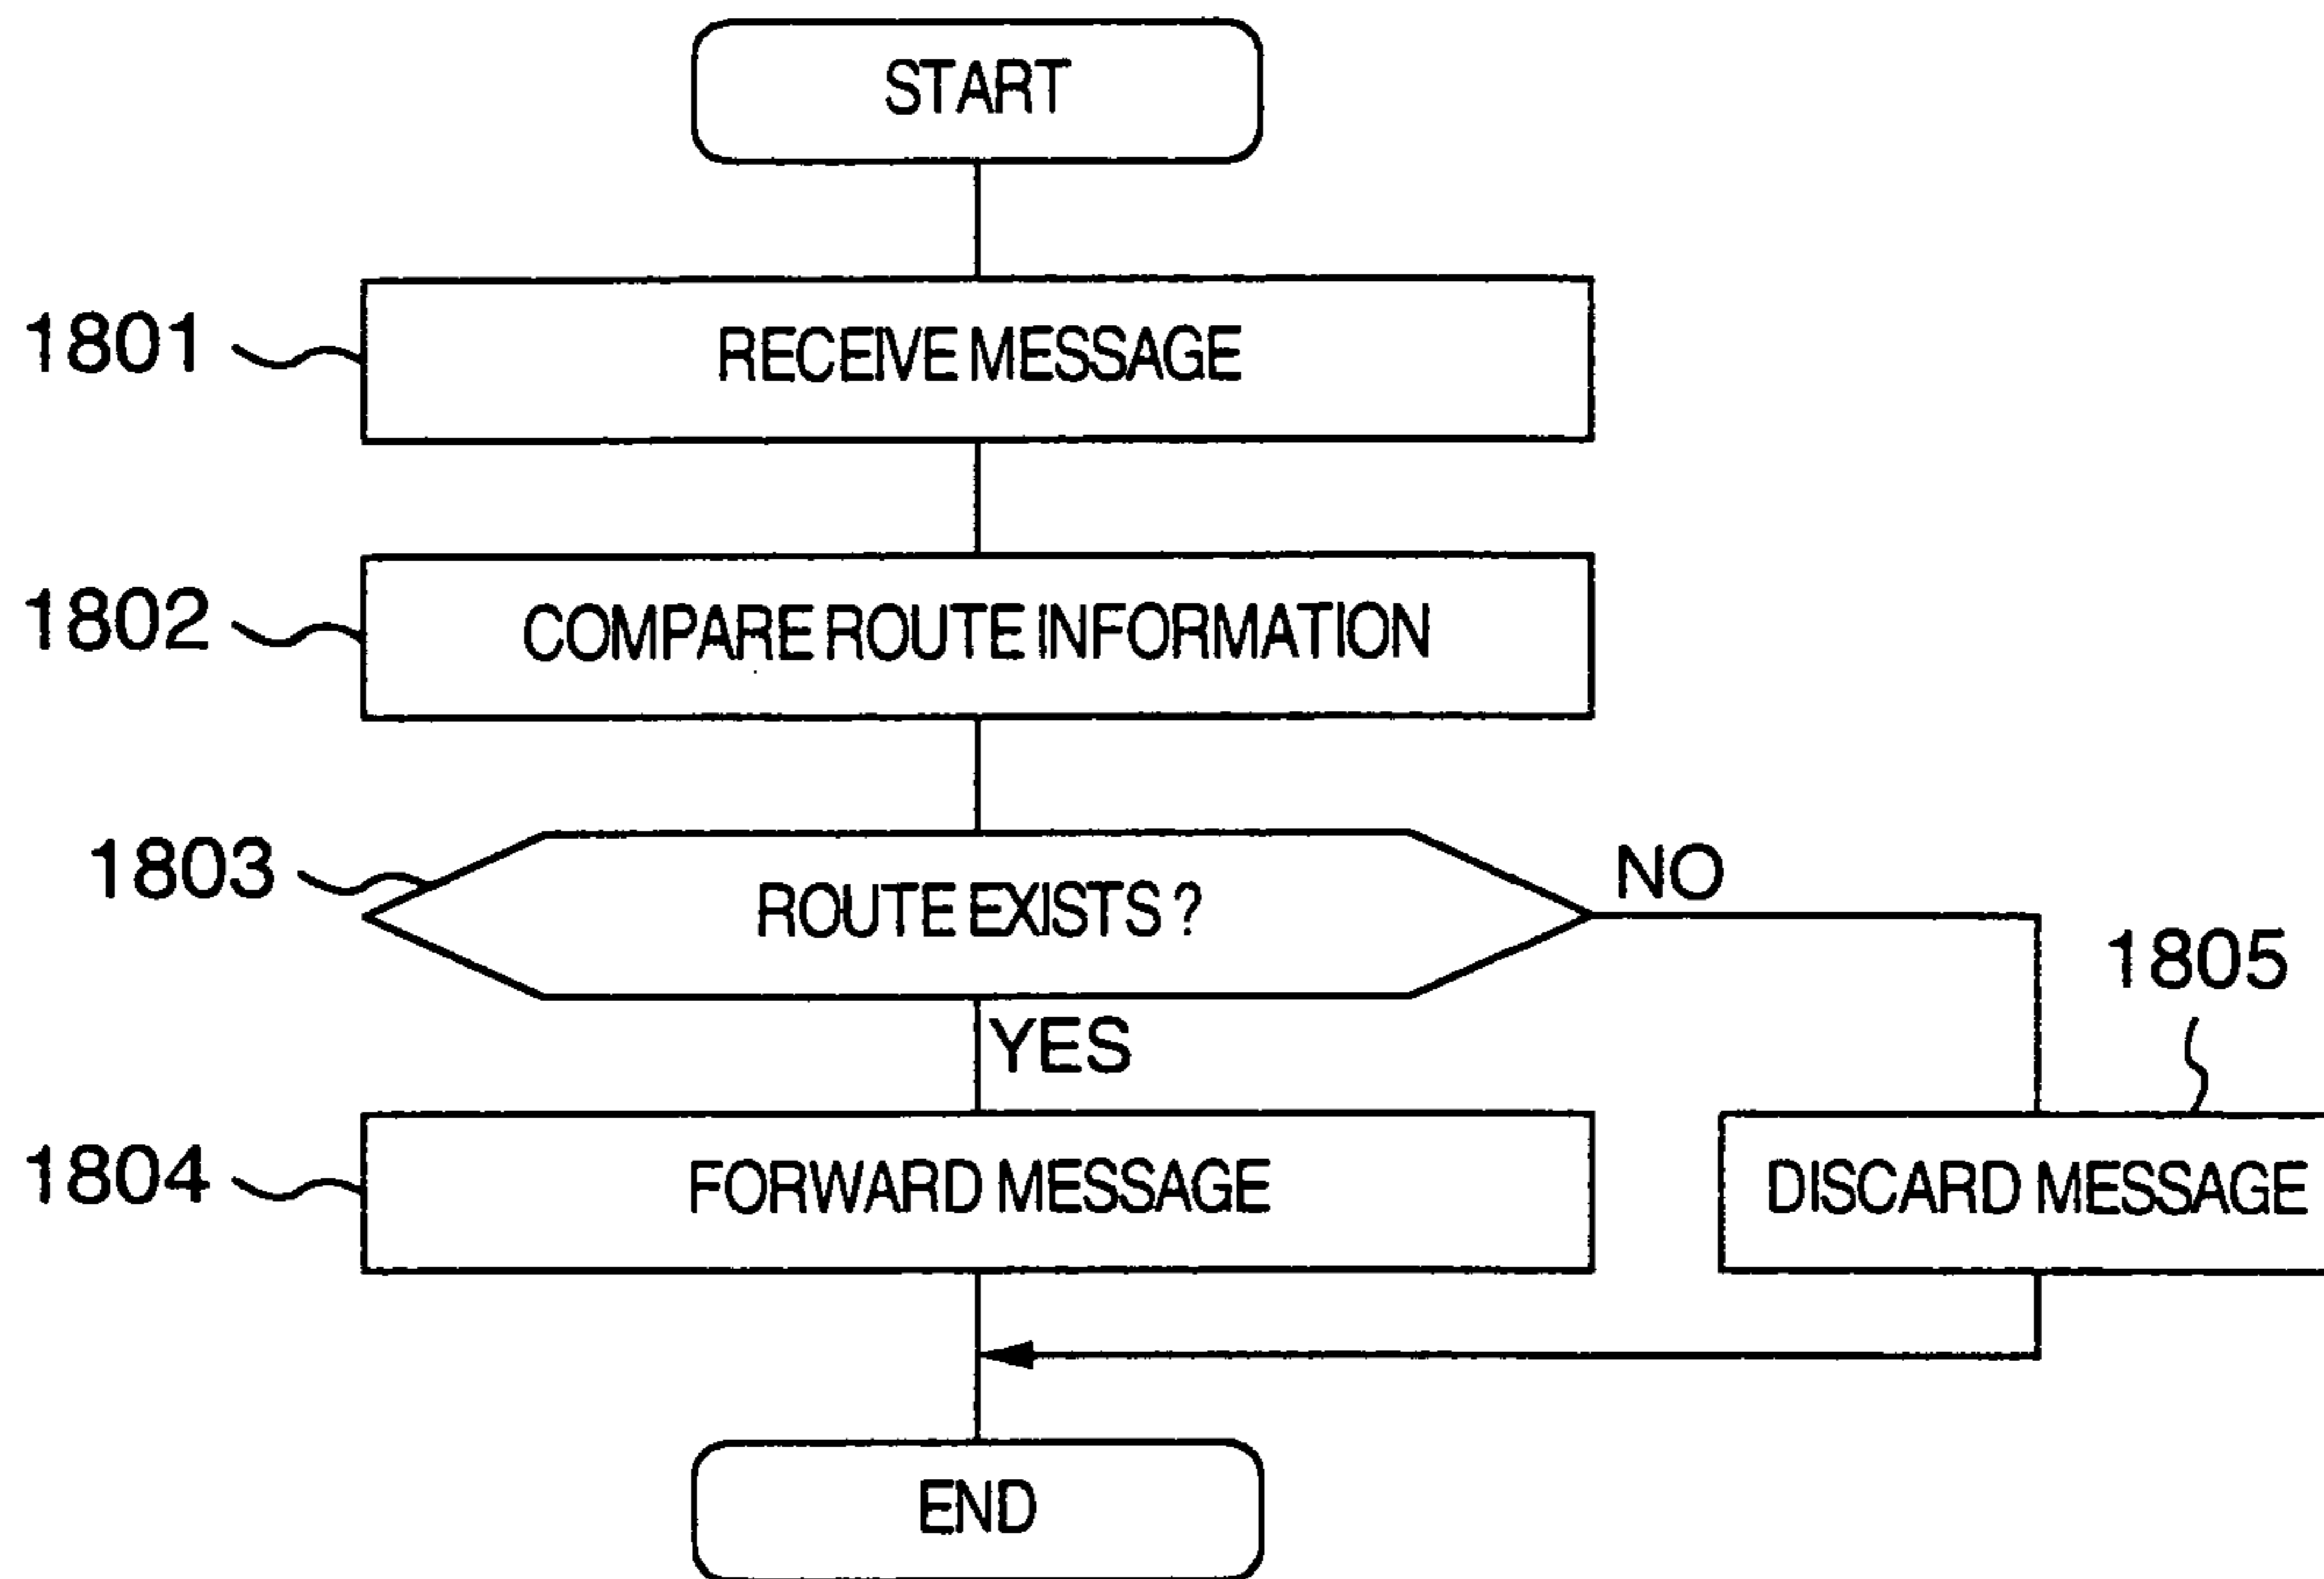 START
1801
RECEIVE MESSAGE
1802
COMPARE ROUTE INFORMATION
1803
ROUTE EXISTS ?
NO
YES
1805
1804
FORWARD MESSAGE
DISCARD MESSAGE
END